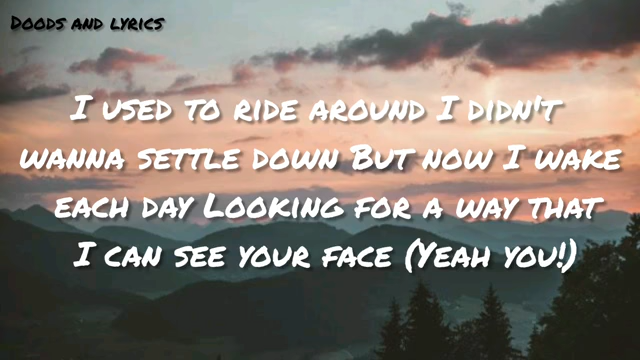 Doods and lyrics
I used to ride around I didn't
wanna settle down But now I wake
each day Looking for a way that
I can see your face (Yeah you!)